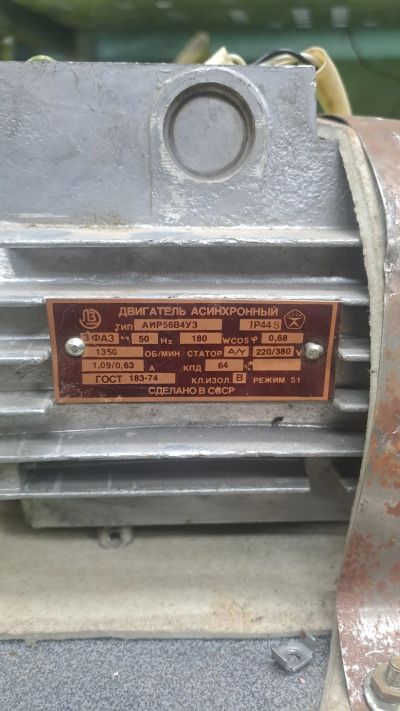 ДВИГАТЕЛЬ АСИНХРОННЫЙ
ЛЗ ТИП АИР56В4У3 IP44 S
3 ФАЗ ∿ 50 Hz 180 W COS φ 0,68
1350 ОБ/МИН СТАТОР Δ/Y 220/380 V
1,09/0,63 А КПД 64 %
ГОСТ 183-74 КЛ.ИЗОЛ. В РЕЖИМ S1
СДЕЛАНО В СССР